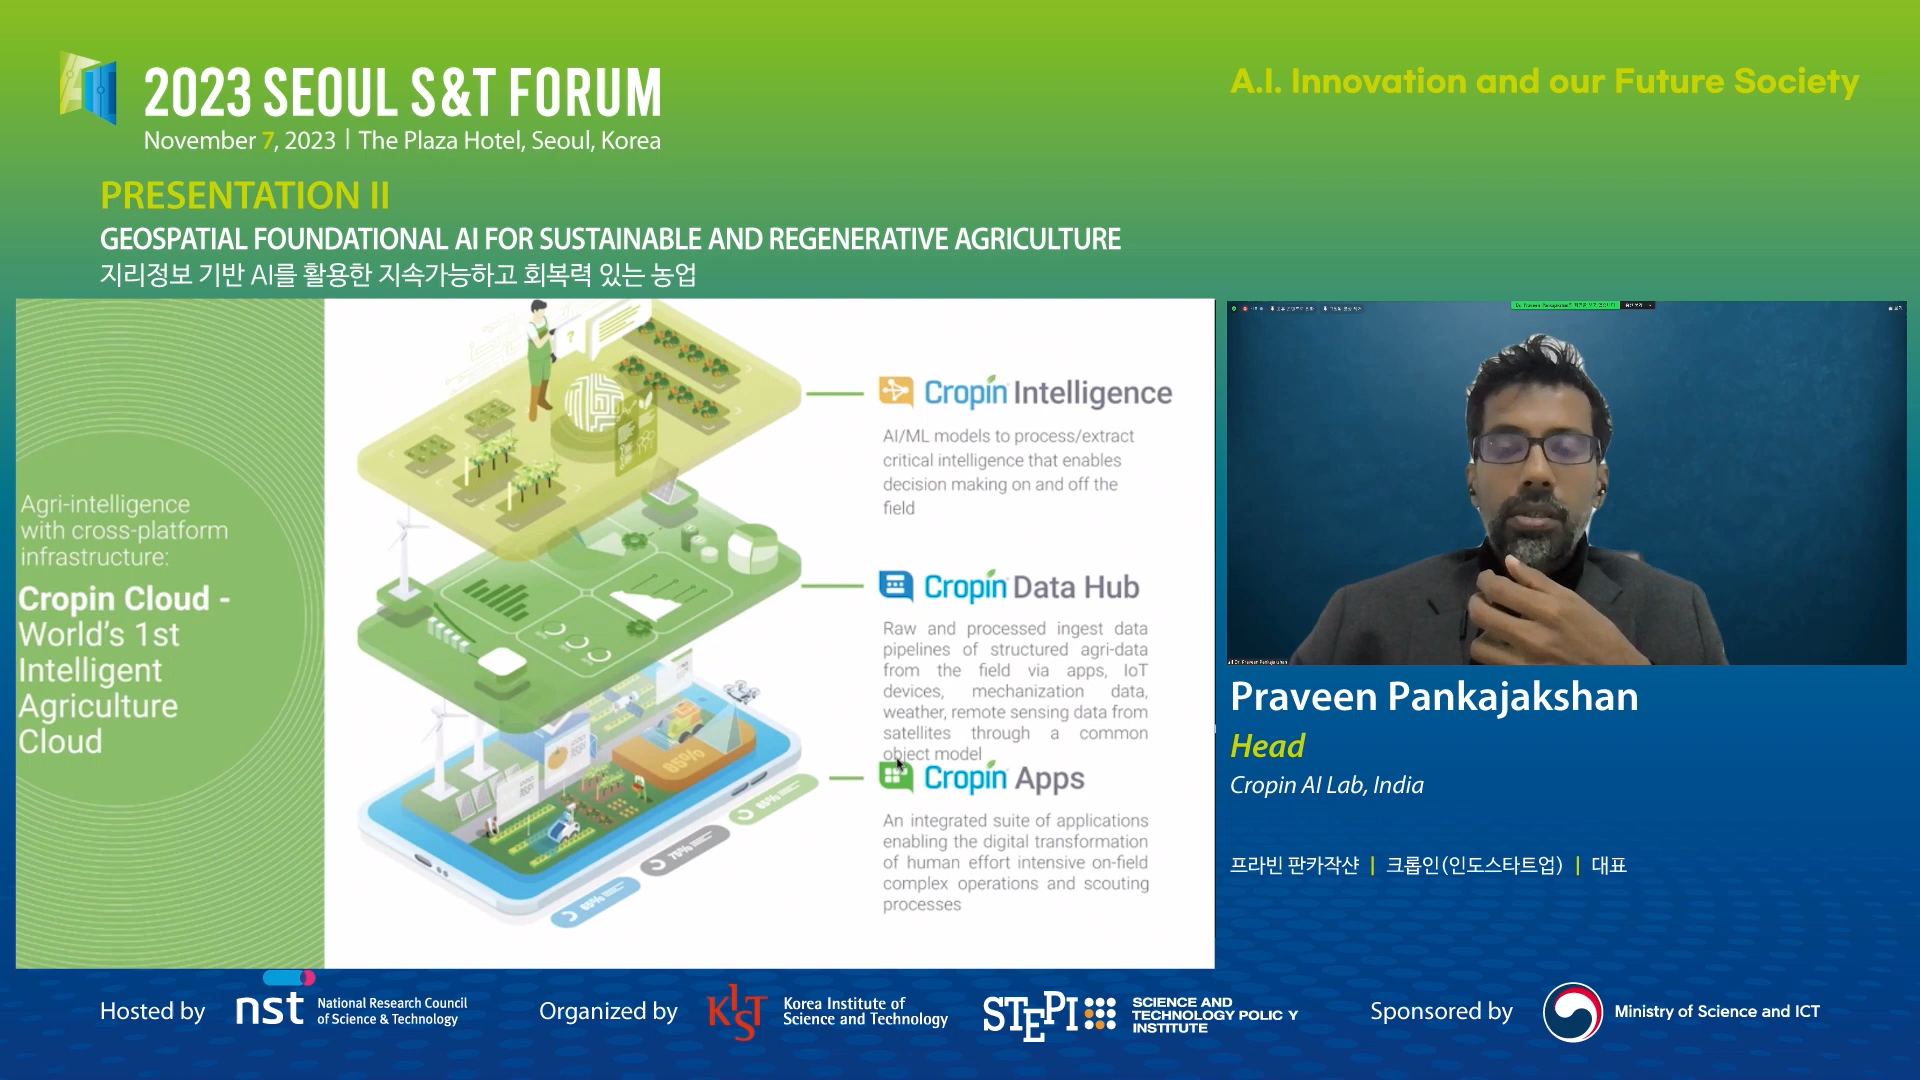 2023 SEOUL S&T FORUM
November 7, 2023 | The Plaza Hotel, Seoul, Korea
A.I. Innovation and our Future Society
PRESENTATION II
GEOSPATIAL FOUNDATIONAL AI FOR SUSTAINABLE AND REGENERATIVE AGRICULTURE
지리정보 기반 AI를 활용한 지속가능하고 회복력 있는 농업
Agri-intelligence
with cross-platform
infrastructure:
Cropin Cloud -
World's 1st
Intelligent
Agriculture
Cloud
?
85%
65%
75%
85%
Cropin Intelligence
AI/ML models to process/extract
critical intelligence that enables
decision making on and off the
field
Cropin Data Hub
Raw and processed ingest data
pipelines of structured agri-data
from the field via apps, IoT
devices, mechanization data,
weather, remote sensing data from
satellites through a common
object model
Cropin Apps
An integrated suite of applications
enabling the digital transformation
of human effort intensive on-field
complex operations and scouting
processes
Praveen Pankajakshan
Head
Cropin AI Lab, India
프라빈 판카작샨 | 크롭인(인도스타트업) | 대표
Hosted by
nst
National Research Council
of Science & Technology
Organized by
KIST
Korea Institute of
Science and Technology
STEPI
SCIENCE AND
TECHNOLOGY POLICY
INSTITUTE
Sponsored by
Ministry of Science and ICT